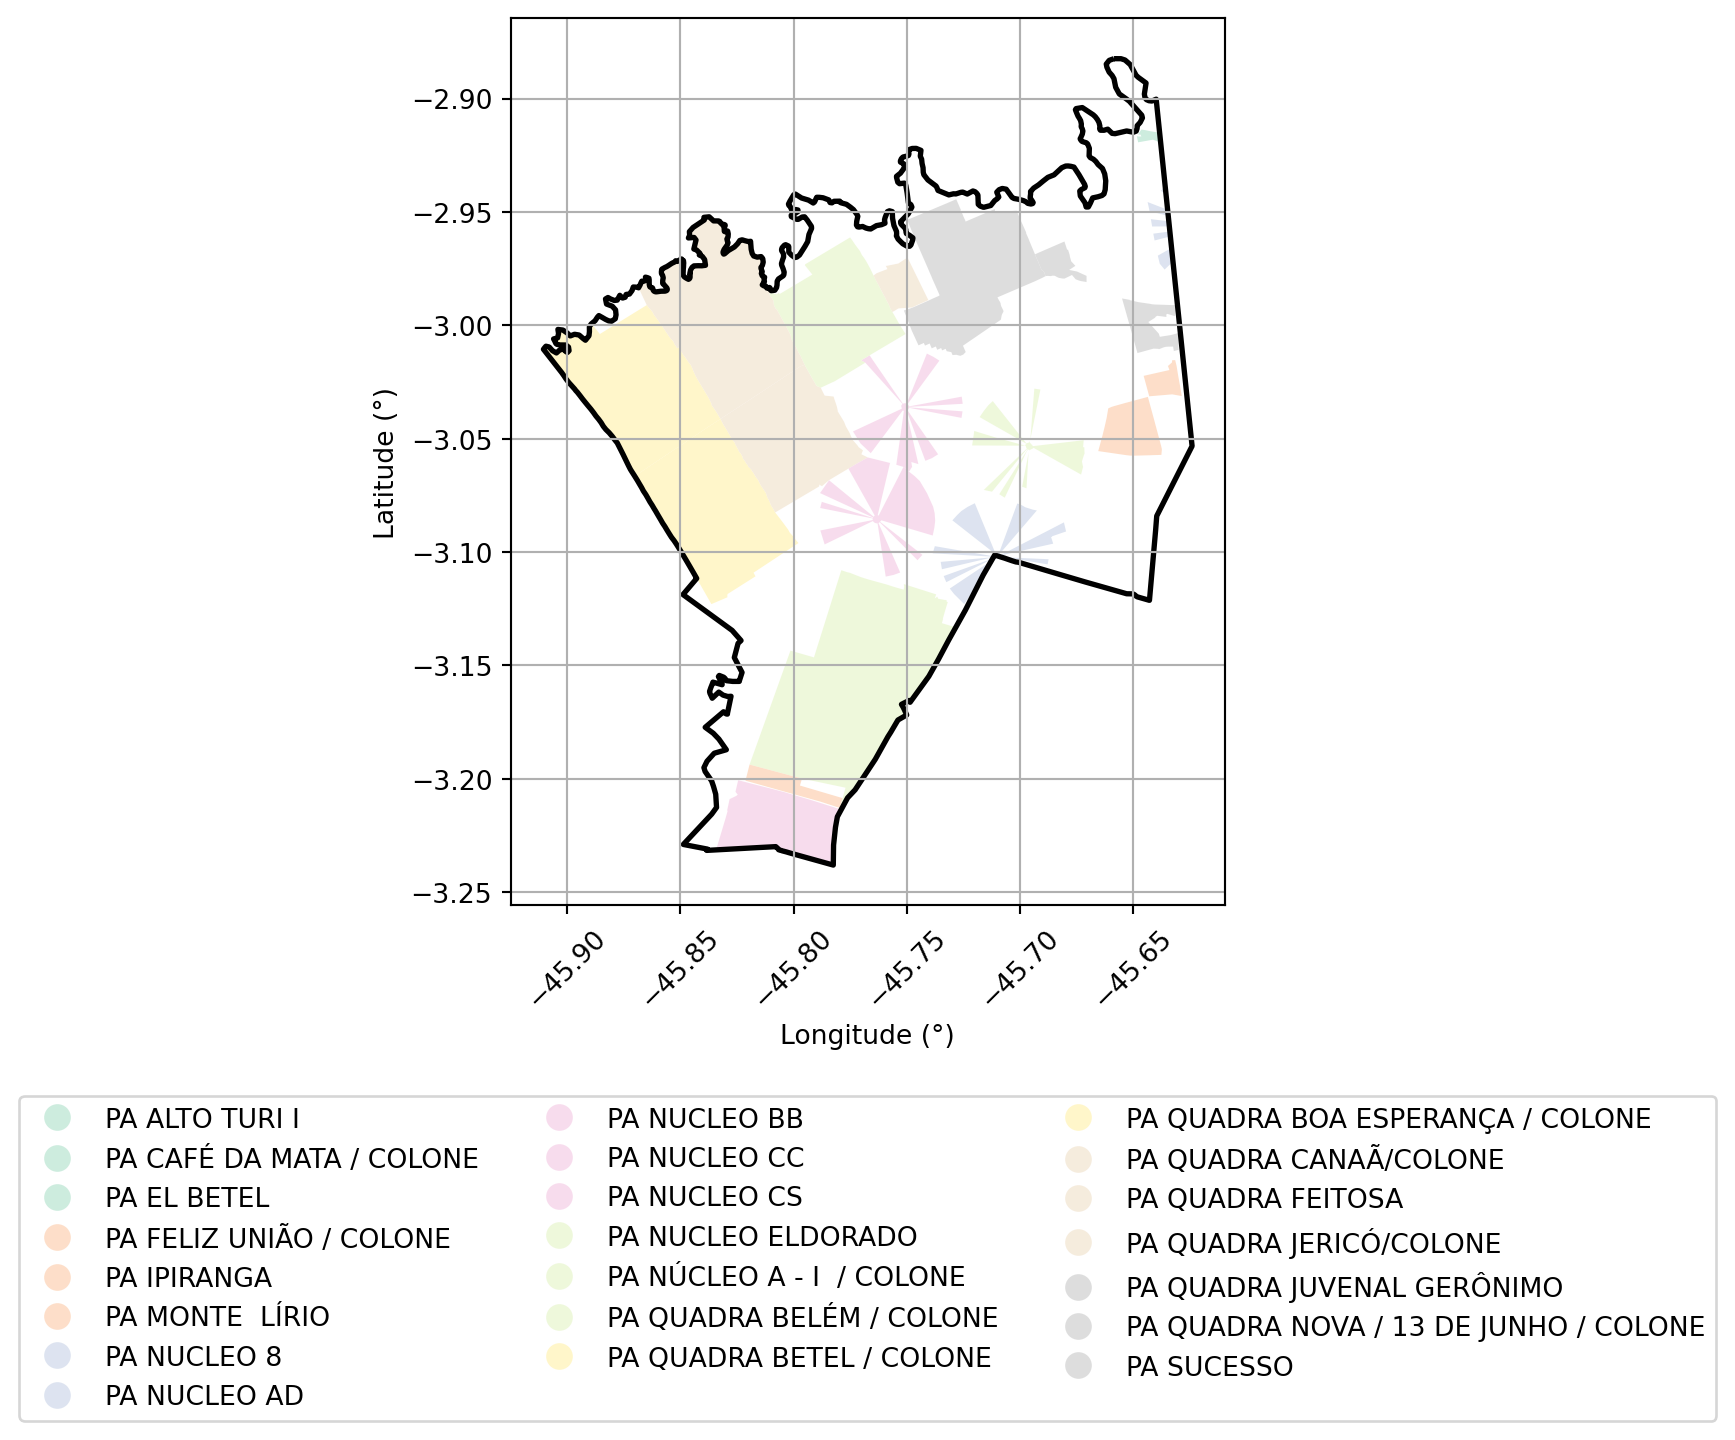 −2.90
−2.95
−3.00
−3.05
−3.10
−3.15
−3.20
−3.25
Latitude (°)
−45.90
−45.85
−45.80
−45.75
−45.70
−45.65
Longitude (°)
PA ALTO TURI I
PA CAFÉ DA MATA / COLONE
PA EL BETEL
PA FELIZ UNIÃO / COLONE
PA IPIRANGA
PA MONTE  LÍRIO
PA NUCLEO 8
PA NUCLEO AD
PA NUCLEO BB
PA NUCLEO CC
PA NUCLEO CS
PA NUCLEO ELDORADO
PA NÚCLEO A - I  / COLONE
PA QUADRA BELÉM / COLONE
PA QUADRA BETEL / COLONE
PA QUADRA BOA ESPERANÇA / COLONE
PA QUADRA CANAÃ/COLONE
PA QUADRA FEITOSA
PA QUADRA JERICÓ/COLONE
PA QUADRA JUVENAL GERÔNIMO
PA QUADRA NOVA / 13 DE JUNHO / COLONE
PA SUCESSO